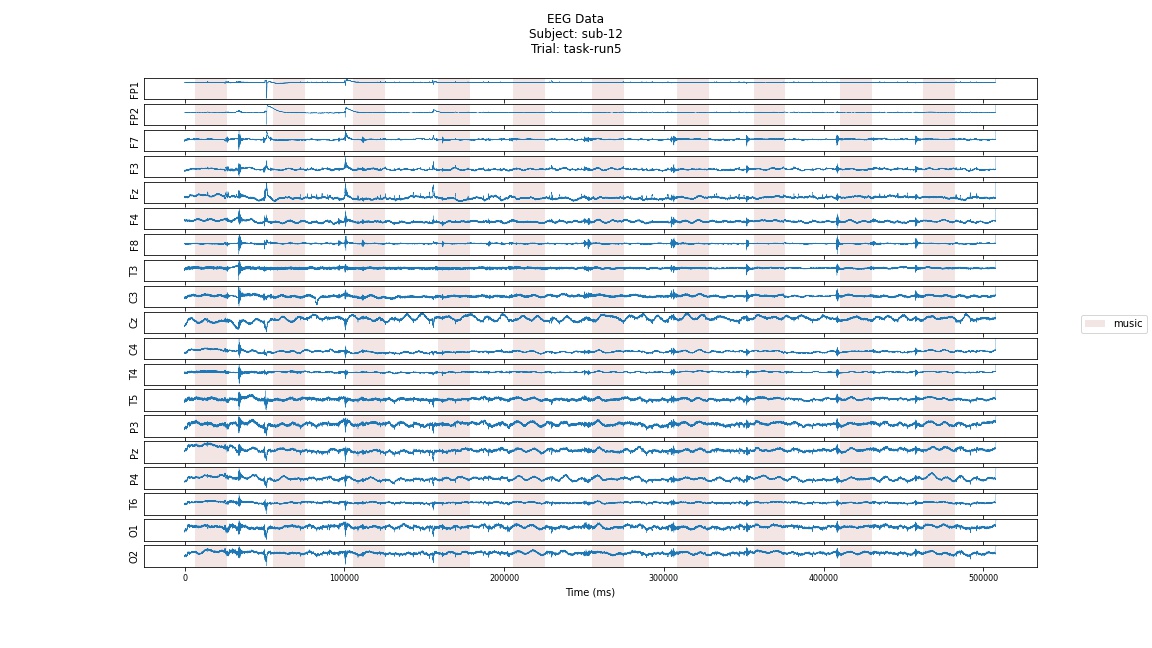 EEG Data
Subject: sub-12
Trial: task-run5
FP1
FP2
F7
F3
Fz
F4
F8
T3
C3
Cz
C4
T4
T5
P3
Pz
P4
T6
O1
O2
music
0 100000 200000 300000 400000 500000
Time (ms)